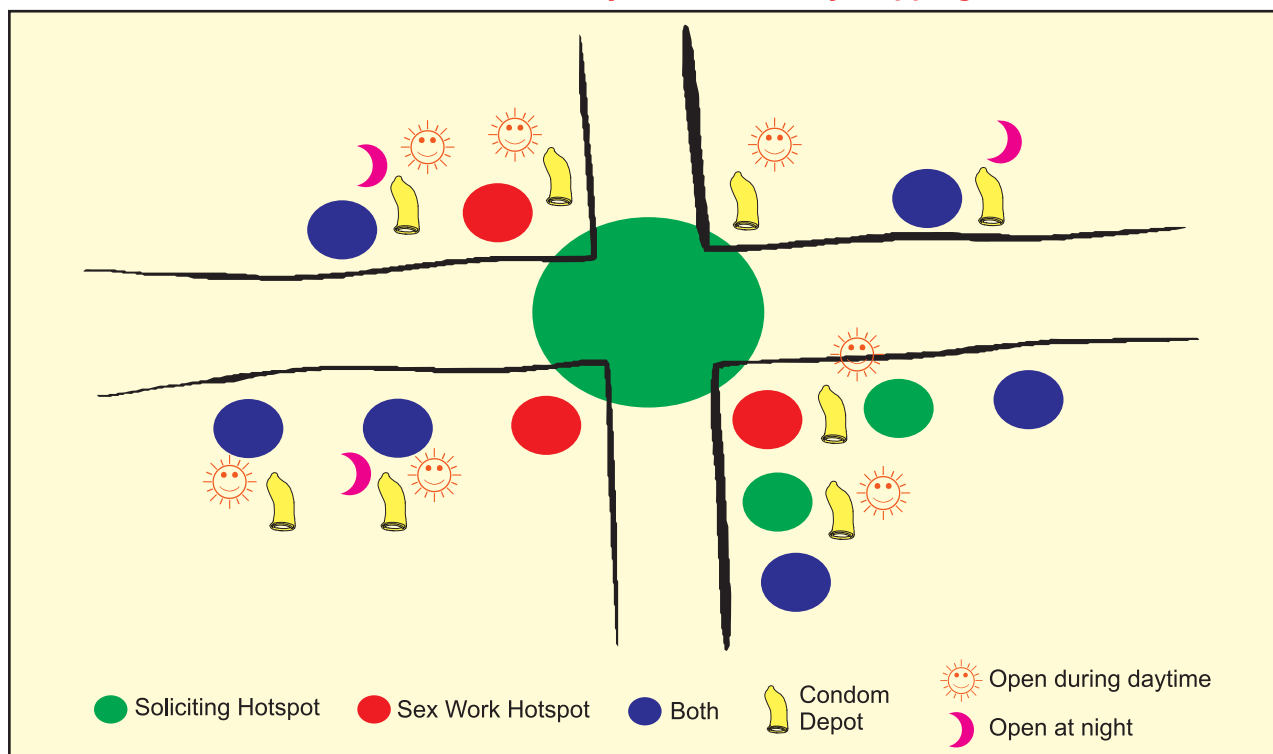 Soliciting Hotspot
Sex Work Hotspot
Both
Condom
Depot
Open during daytime
Open at night